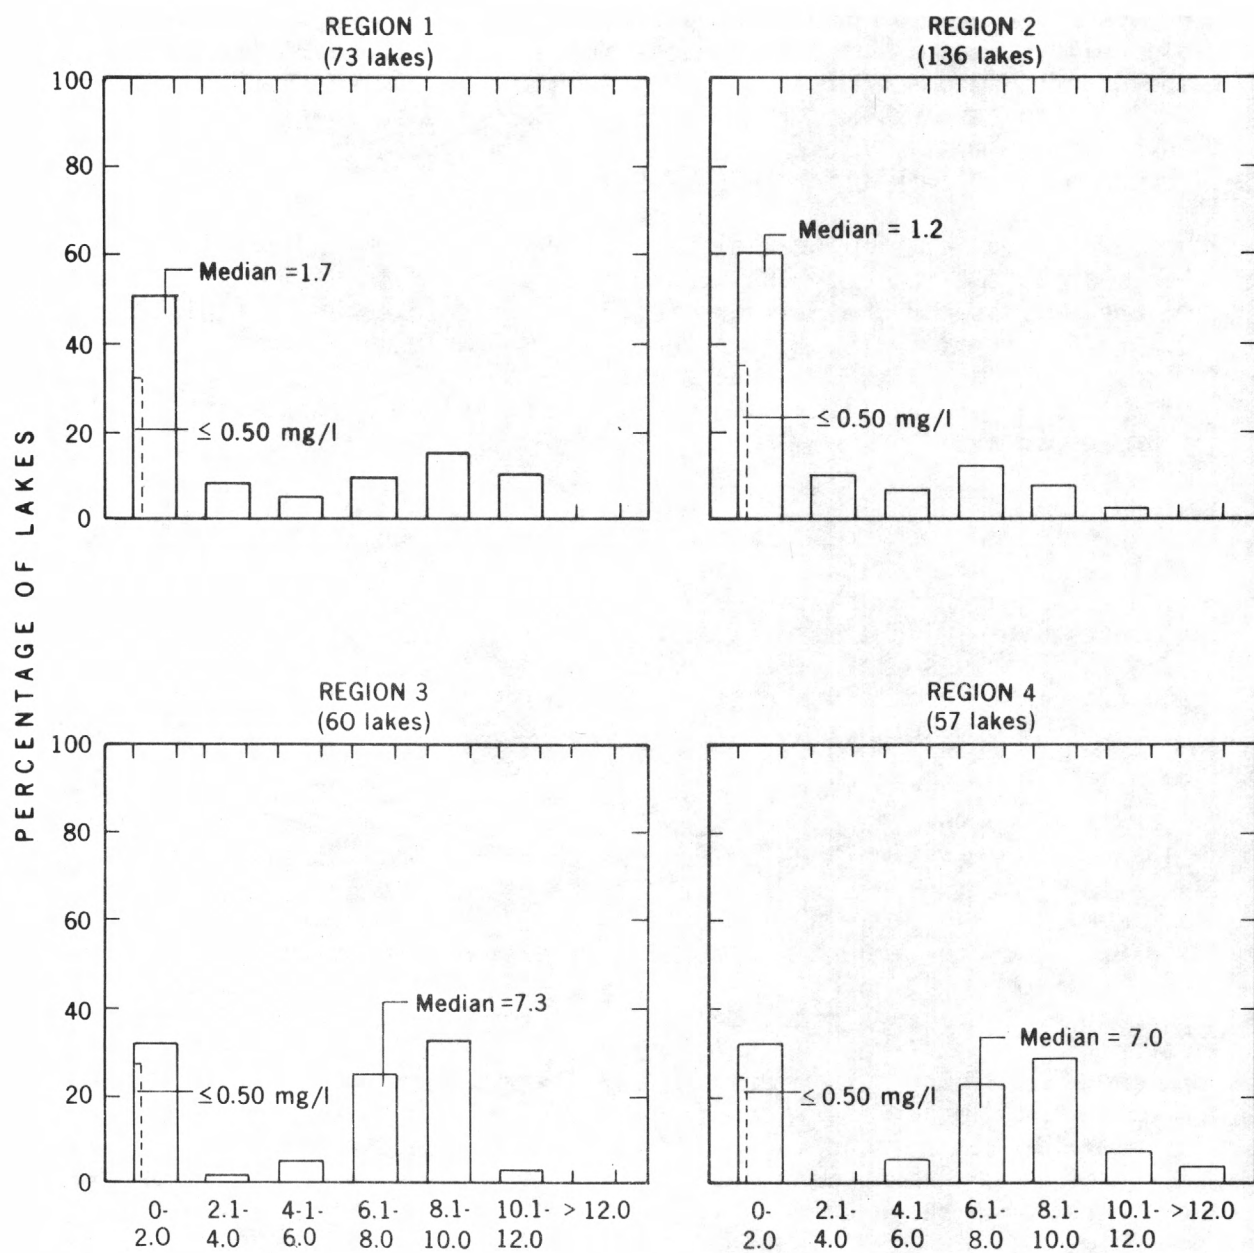 REGION 1
(73 lakes)
REGION 2
(136 lakes)
100
80
60
40
20
0
Median =1.7
≤ 0.50 mg/l
Median = 1.2
≤ 0.50 mg/l
PERCENTAGE OF LAKES
REGION 3
(60 lakes)
REGION 4
(57 lakes)
100
80
60
40
20
0
Median =7.3
≤0.50 mg/l
Median = 7.0
≤ 0.50 mg/l
0- 2.1- 4.1- 6.1- 8.1- 10.1- > 12.0
2.0 4.0 6.0 8.0 10.0 12.0
0- 2.1- 4.1- 6.1- 8.1- 10.1- >12.0
2.0 4.0 6.0 8.0 10.0 12.0